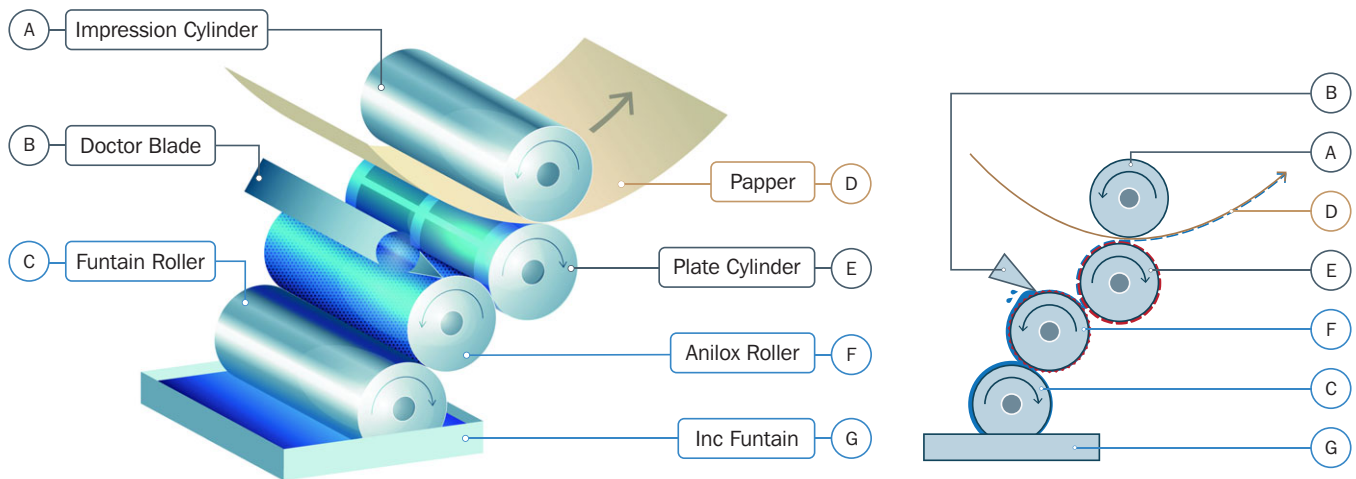 A Impression Cylinder
B Doctor Blade
C Funtain Roller
Papper D
Plate Cylinder E
Anilox Roller F
Inc Funtain G
B
A
D
E
F
C
G